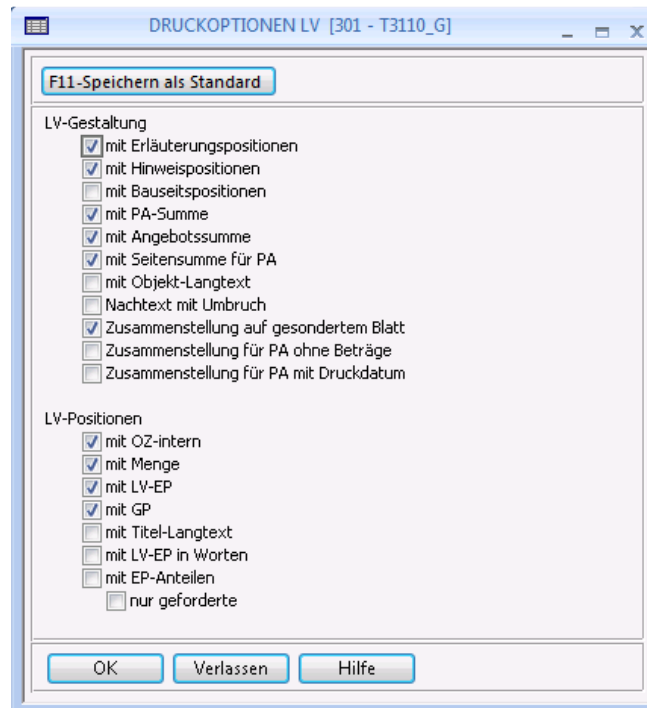 DRUCKOPTIONEN LV [301 - T3110_G]
F11-Speichern als Standard
LV-Gestaltung
mit Erläuterungspositionen
mit Hinweispositionen
mit Bauseitspositionen
mit PA-Summe
mit Angebotssumme
mit Seitensumme für PA
mit Objekt-Langtext
Nachtext mit Umbruch
Zusammenstellung auf gesondertem Blatt
Zusammenstellung für PA ohne Beträge
Zusammenstellung für PA mit Druckdatum
LV-Positionen
mit OZ-intern
mit Menge
mit LV-EP
mit GP
mit Titel-Langtext
mit LV-EP in Worten
mit EP-Anteilen
nur geforderte
OK Verlassen Hilfe